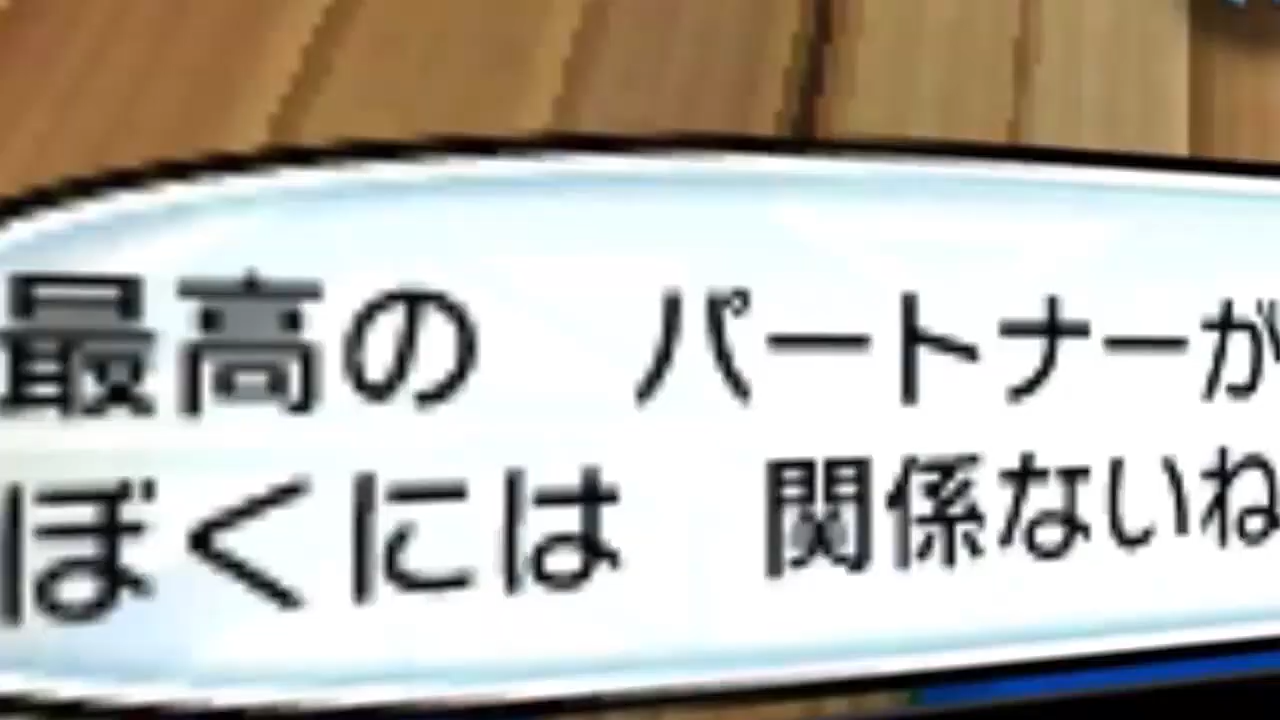 最高の　パートナーが
ぼくには　関係ないね